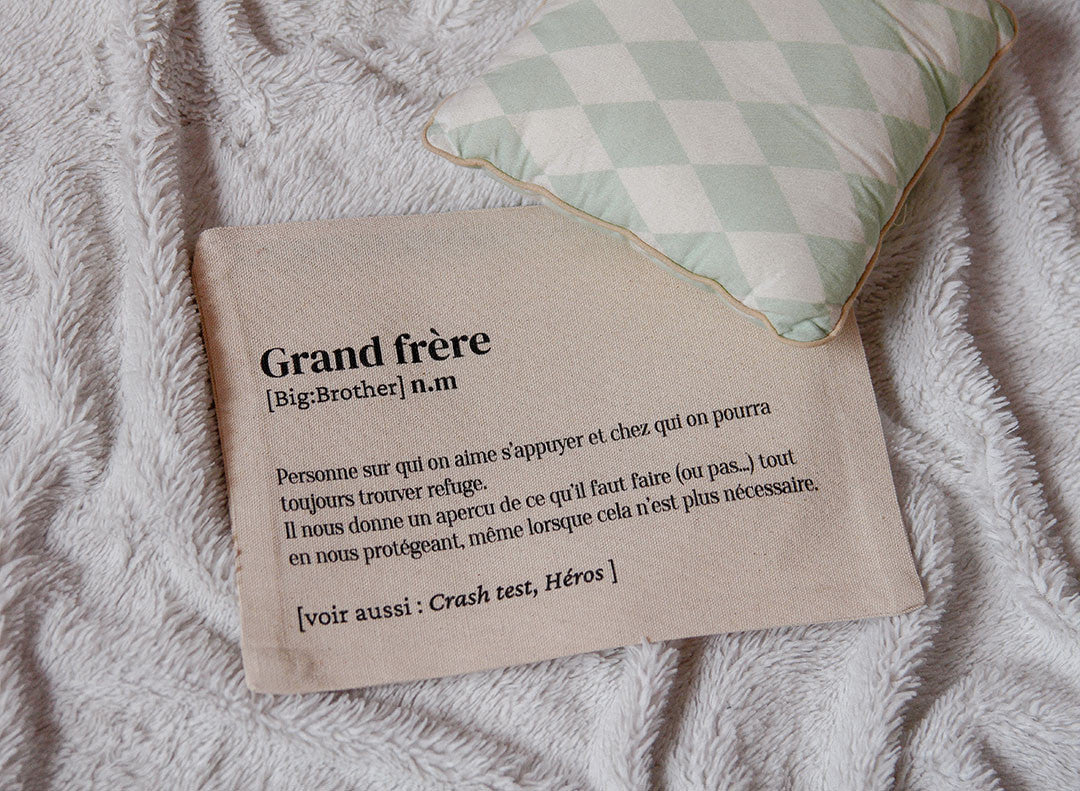 Grand frère
[Big:Brother] n.m
Personne sur qui on aime s'appuyer et chez qui on pourra
toujours trouver refuge.
Il nous donne un apercu de ce qu'il faut faire (ou pas...) tout
en nous protégeant, même lorsque cela n'est plus nécessaire.
[voir aussi : Crash test, Héros ]